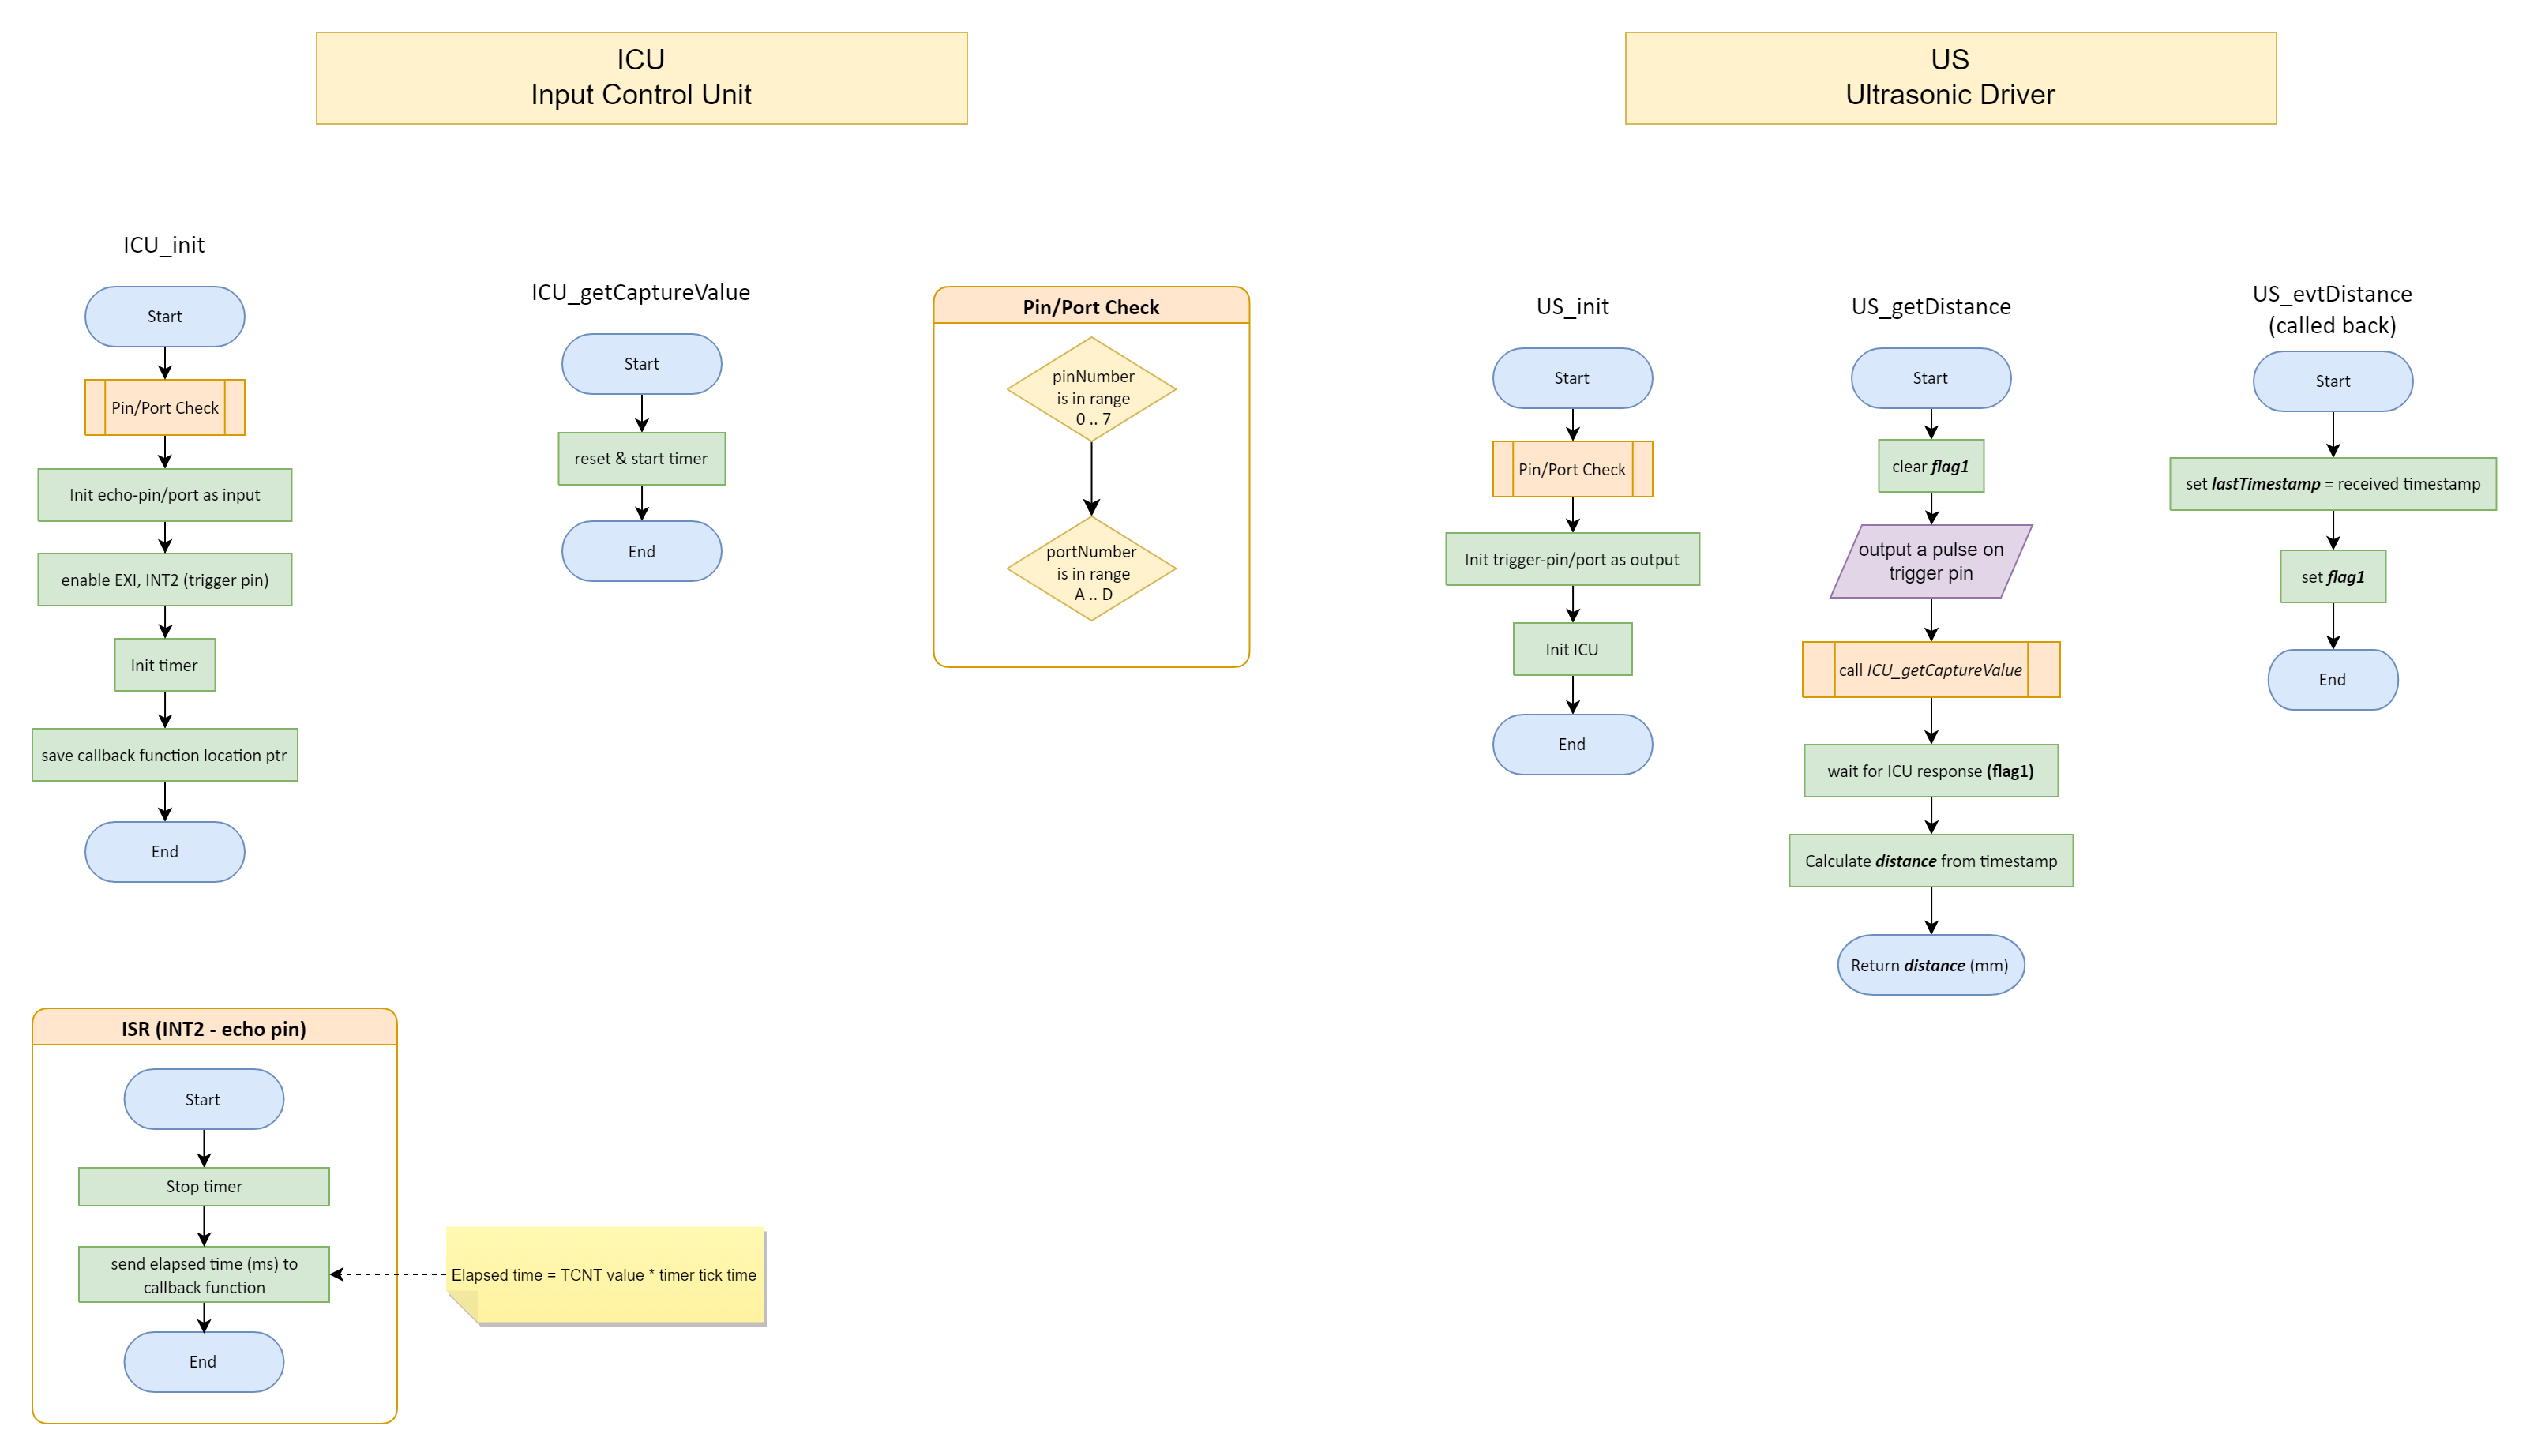 ICU
Input Control Unit
US
Ultrasonic Driver
ICU_init
Start
Pin/Port Check
Init echo-pin/port as input
enable EXI, INT2 (trigger pin)
Init timer
save callback function location ptr
End
ICU_getCaptureValue
Start
reset & start timer
End
Pin/Port Check
pinNumber
is in range
0 .. 7
portNumber
is in range
A .. D
US_init
Start
Pin/Port Check
Init trigger-pin/port as output
Init ICU
End
US_getDistance
Start
clear flag1
output a pulse on
trigger pin
call ICU_getCaptureValue
wait for ICU response (flag1)
Calculate distance from timestamp
Return distance (mm)
US_evtDistance
(called back)
Start
set lastTimestamp = received timestamp
set flag1
End
ISR (INT2 - echo pin)
Start
Stop timer
send elapsed time (ms) to
callback function
End
Elapsed time = TCNT value * timer tick time